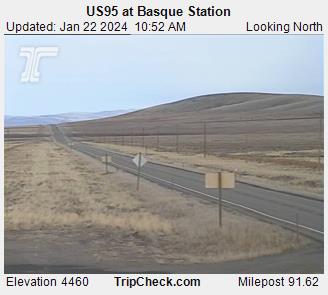 US95 at Basque Station
Updated: Jan 22 2024 10:52 AM Looking North
Elevation 4460 TripCheck.com Milepost 91.62